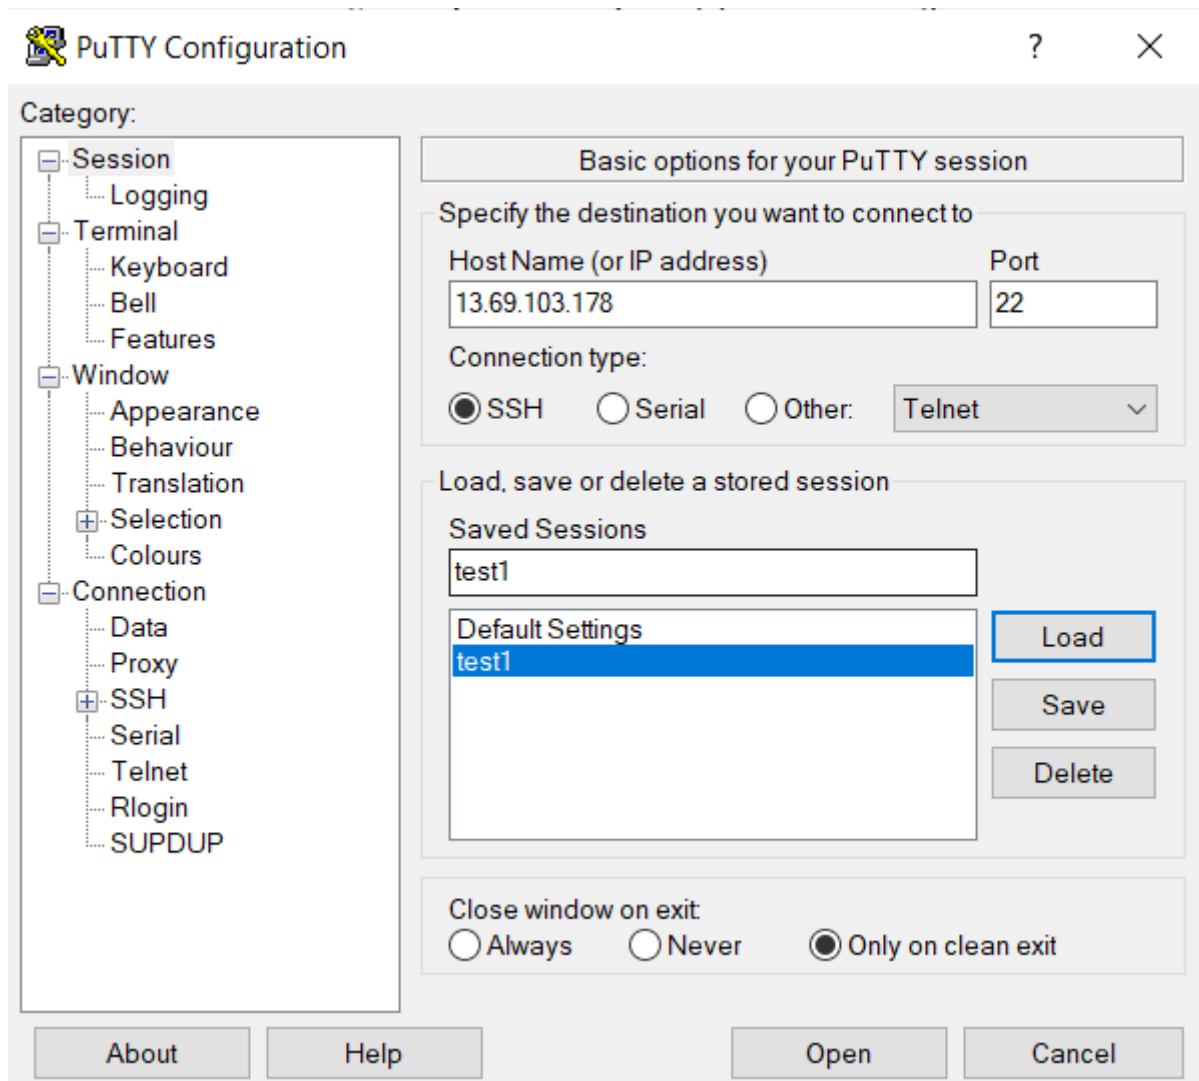 PuTTY Configuration
?
Category:
Session
Logging
Terminal
Keyboard
Bell
Features
Window
Appearance
Behaviour
Translation
Selection
Colours
Connection
Data
Proxy
SSH
Serial
Telnet
Rlogin
SUPDUP
Basic options for your PuTTY session
Specify the destination you want to connect to
Host Name (or IP address) Port
13.69.103.178 22
Connection type:
SSH Serial Other: Telnet
Load, save or delete a stored session
Saved Sessions
test1
Default Settings
test1
Load
Save
Delete
Close window on exit:
Always Never Only on clean exit
About Help Open Cancel